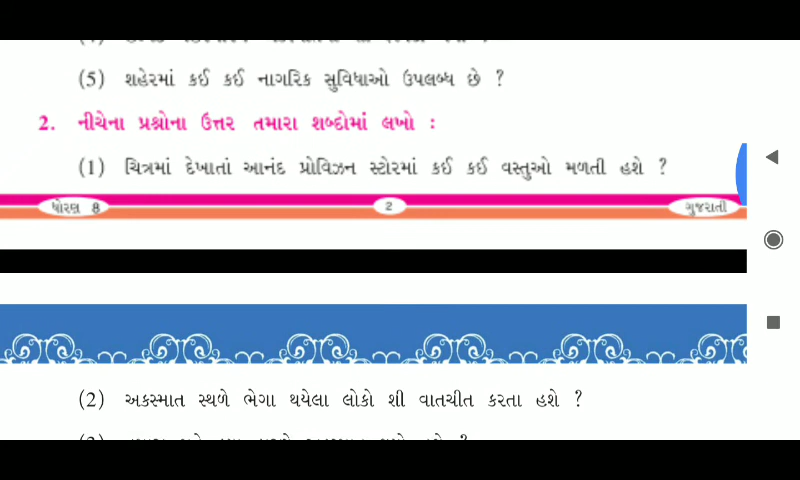 (5) શહેરમાં કઈ કઈ નાગરિક સુવિધાઓ ઉપલબ્ધ છે ?
2. નીચેના પ્રશ્નોના ઉત્તર તમારા શબ્દોમાં લખો :
(1) ચિત્રમાં દેખાતાં આનંદ પ્રોવિઝન સ્ટોરમાં કઈ કઈ વસ્તુઓ મળતી હશે ?
ધોરણ 8 2 ગુજરાતી
(2) અકસ્માત સ્થળે ભેગા થયેલા લોકો શી વાતચીત કરતા હશે ?